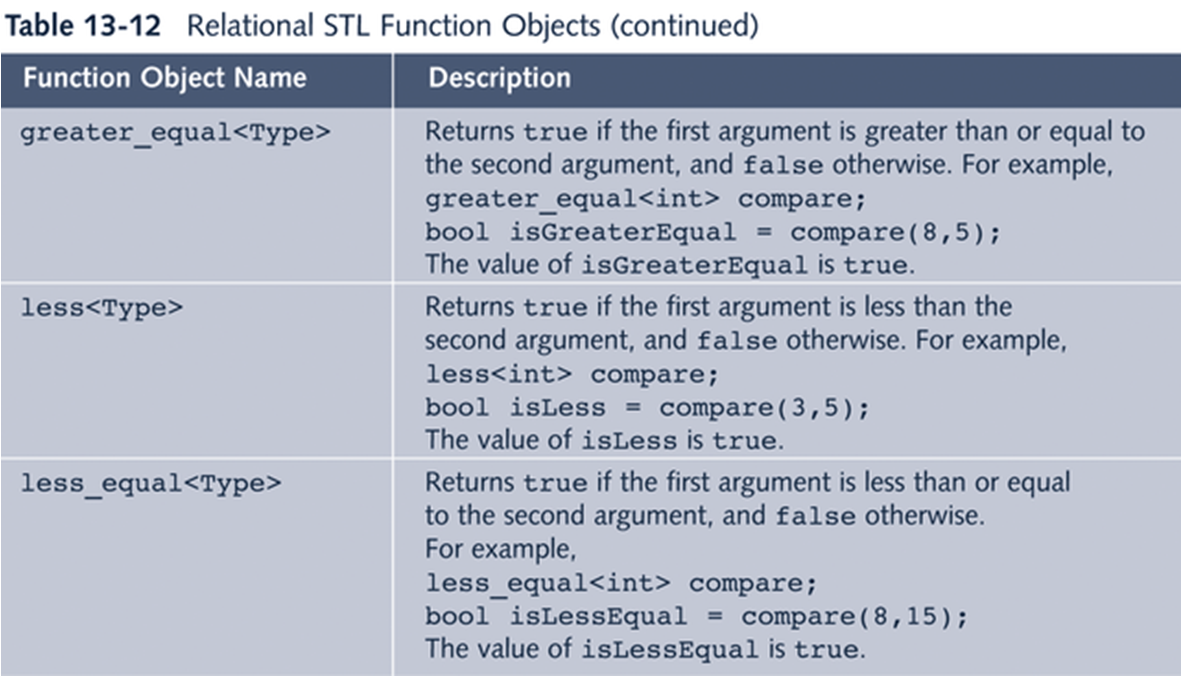 Table 13-12 Relational STL Function Objects (continued)
Function Object Name Description
greater_equal<Type>
Returns true if the first argument is greater than or equal to
the second argument, and false otherwise. For example,
greater_equal<int> compare;
bool isGreaterEqual = compare(8,5);
The value of isGreaterEqual is true.
less<Type>
Returns true if the first argument is less than the
second argument, and false otherwise. For example,
less<int> compare;
bool isLess = compare(3,5);
The value of isLess is true.
less_equal<Type>
Returns true if the first argument is less than or equal
to the second argument, and false otherwise.
For example,
less_equal<int> compare;
bool isLessEqual = compare(8,15);
The value of isLessEqual is true.